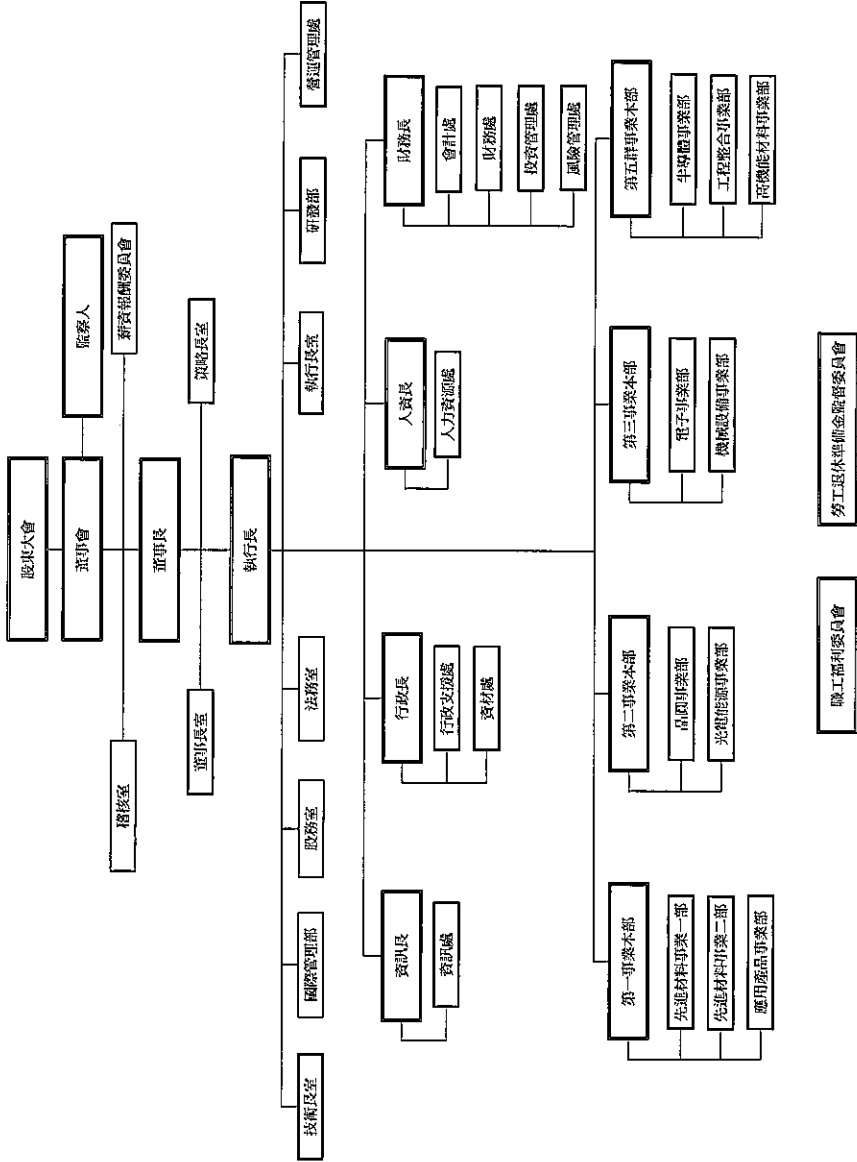 股東大會
董事會
監察人
稽核室
薪資報酬委員會
董事長
董事長室
策略長室
執行長
技術長室
國際管理部
股務室
法務室
執行長室
研發部
營運管理處
資訊長
資訊處
行政長
行政支援處
資材處
人資長
人力資源處
財務長
會計處
財務處
投資管理處
風險管理處
第一事業本部
先進材料事業一部
先進材料事業二部
應用產品事業部
第二事業本部
晶圓事業部
光電能源事業部
第三事業本部
電子事業部
機械設備事業部
第五群事業本部
半導體事業部
工程整合事業部
高機能材料事業部
職工福利委員會
勞工退休準備金監督委員會